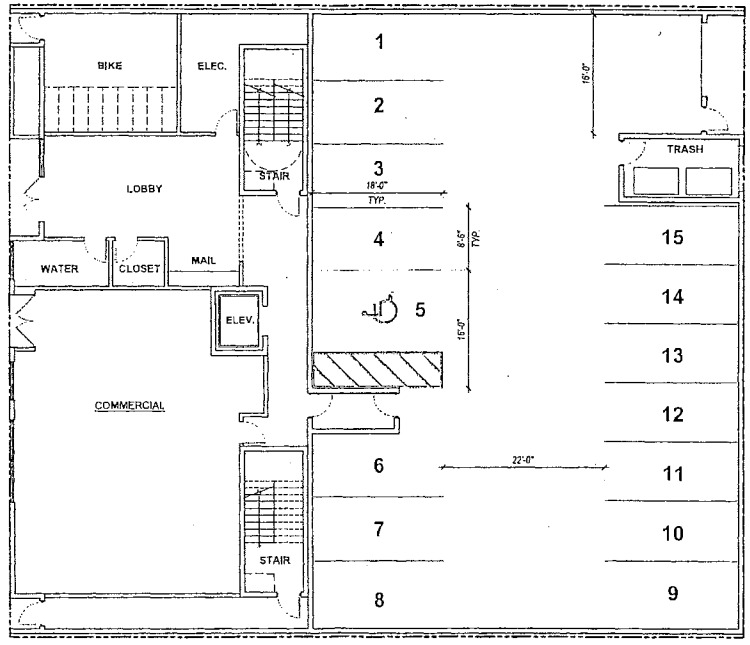 1
BIKE
ELEC.
16'-0"
2
TRASH
3
STAIR
18'-0"
TYP.
LOBBY
4
8'-6"
TYP.
15
MAIL
WATER
CLOSET
14
5
ELEV.
16'-0"
13
COMMERCIAL
12
6
22'-0"
11
7
10
STAIR
8
9